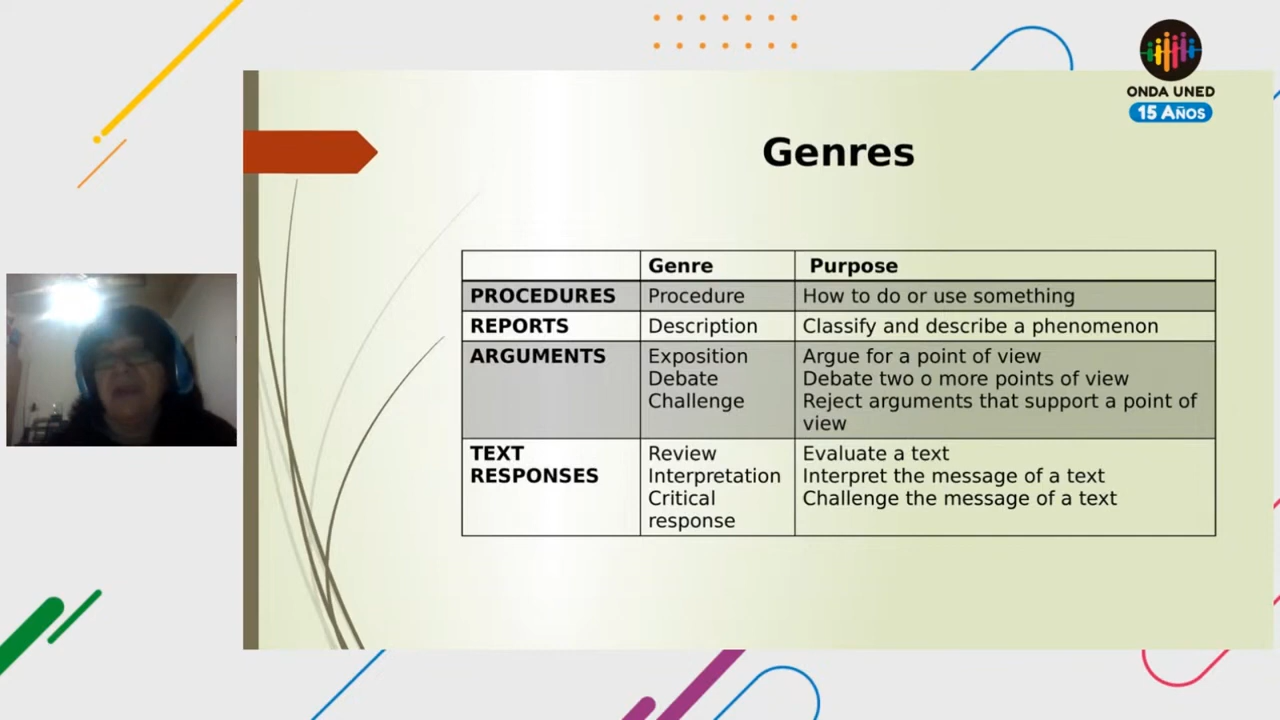 ONDA UNED
15 AÑOS
Genres
Genre Purpose
PROCEDURES Procedure How to do or use something
REPORTS Description Classify and describe a phenomenon
ARGUMENTS Exposition Argue for a point of view
Debate Debate two o more points of view
Challenge Reject arguments that support a point of
view
TEXT Review Evaluate a text
RESPONSES Interpretation Interpret the message of a text
Critical Challenge the message of a text
response